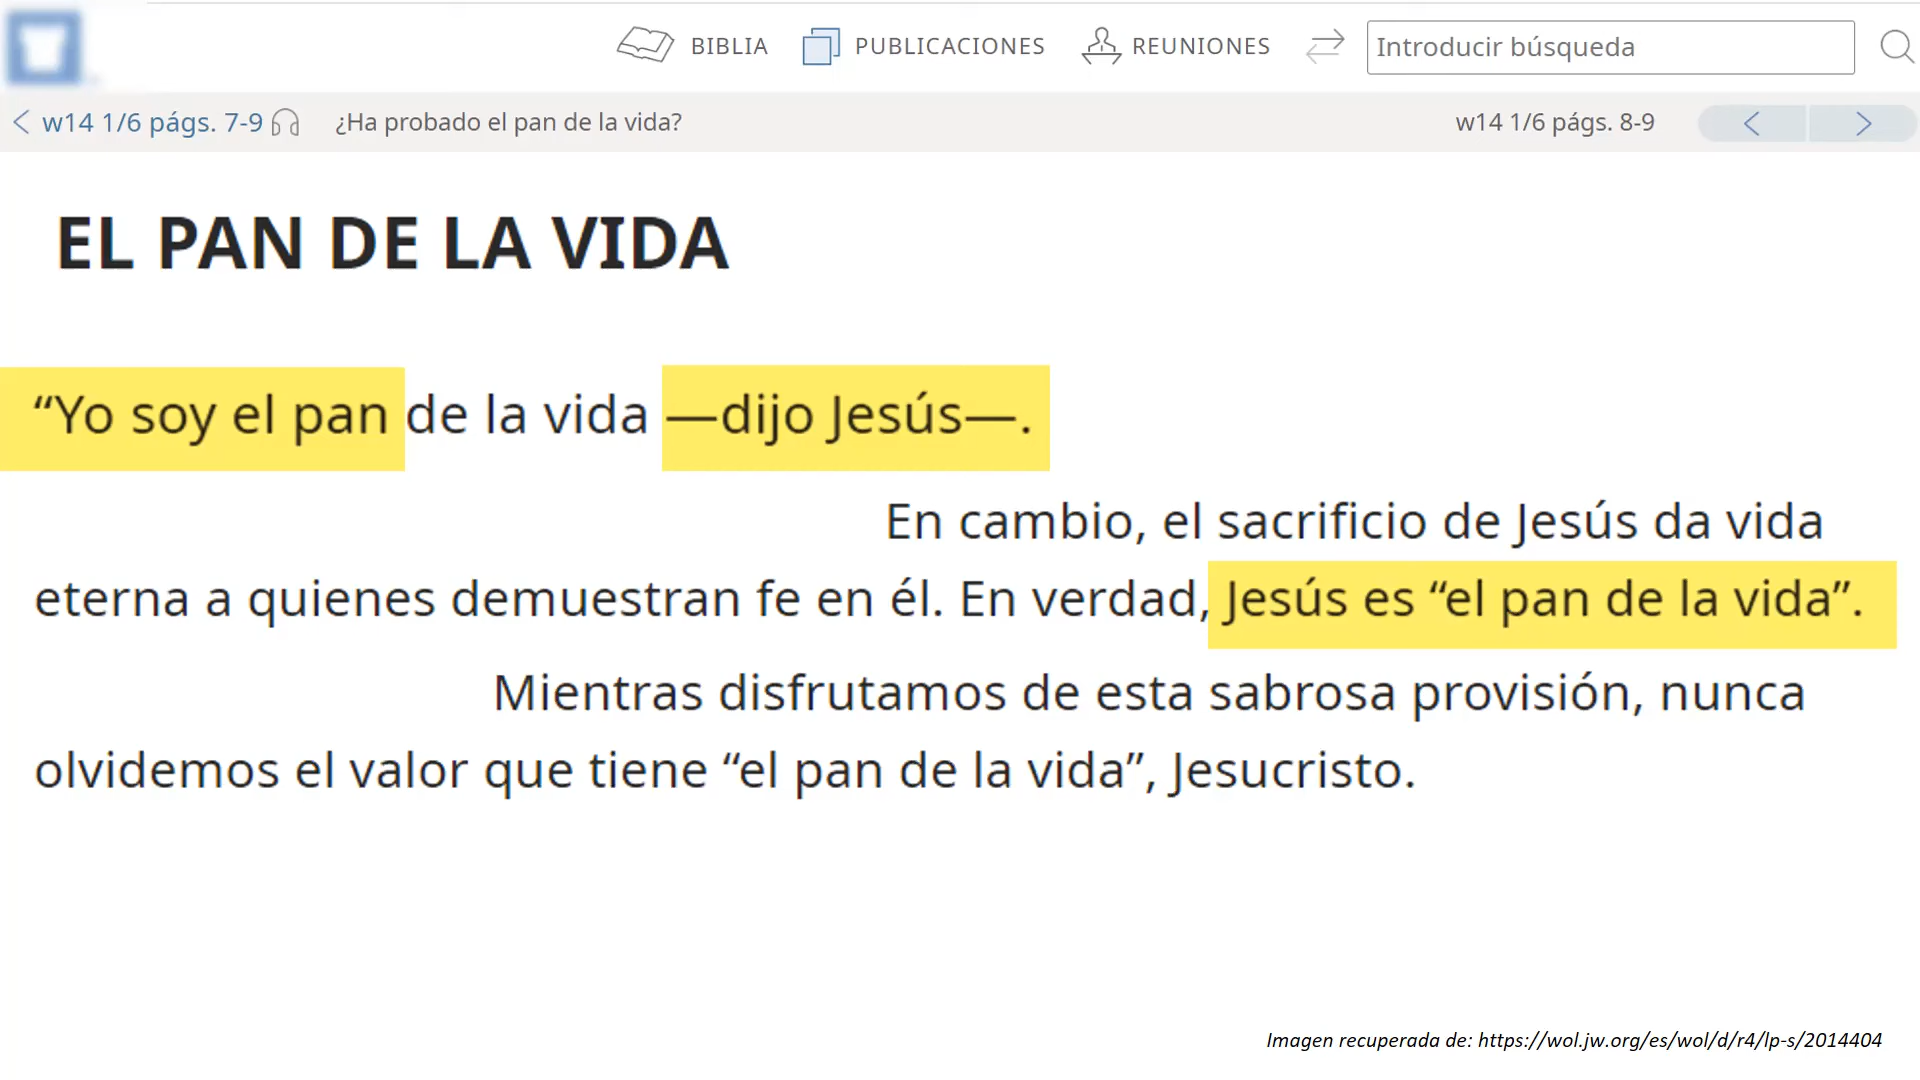 BIBLIA PUBLICACIONES REUNIONES Introducir búsqueda
w14 1/6 págs. 7-9 ¿Ha probado el pan de la vida? w14 1/6 págs. 8-9
EL PAN DE LA VIDA
“Yo soy el pan de la vida —dijo Jesús—.
En cambio, el sacrificio de Jesús da vida
eterna a quienes demuestran fe en él. En verdad, Jesús es “el pan de la vida”.
Mientras disfrutamos de esta sabrosa provisión, nunca
olvidemos el valor que tiene “el pan de la vida”, Jesucristo.
Imagen recuperada de: https://wol.jw.org/es/wol/d/r4/lp-s/2014404